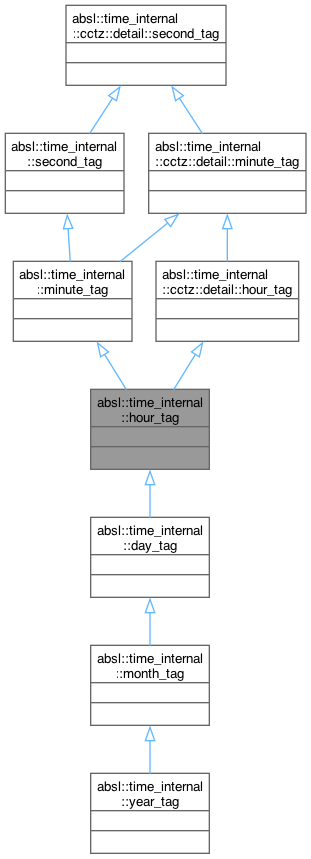 absl::time_internal
::cctz::detail::second_tag
absl::time_internal
::second_tag
absl::time_internal
::cctz::detail::minute_tag
absl::time_internal
::minute_tag
absl::time_internal
::cctz::detail::hour_tag
absl::time_internal
::hour_tag
absl::time_internal
::day_tag
absl::time_internal
::month_tag
absl::time_internal
::year_tag